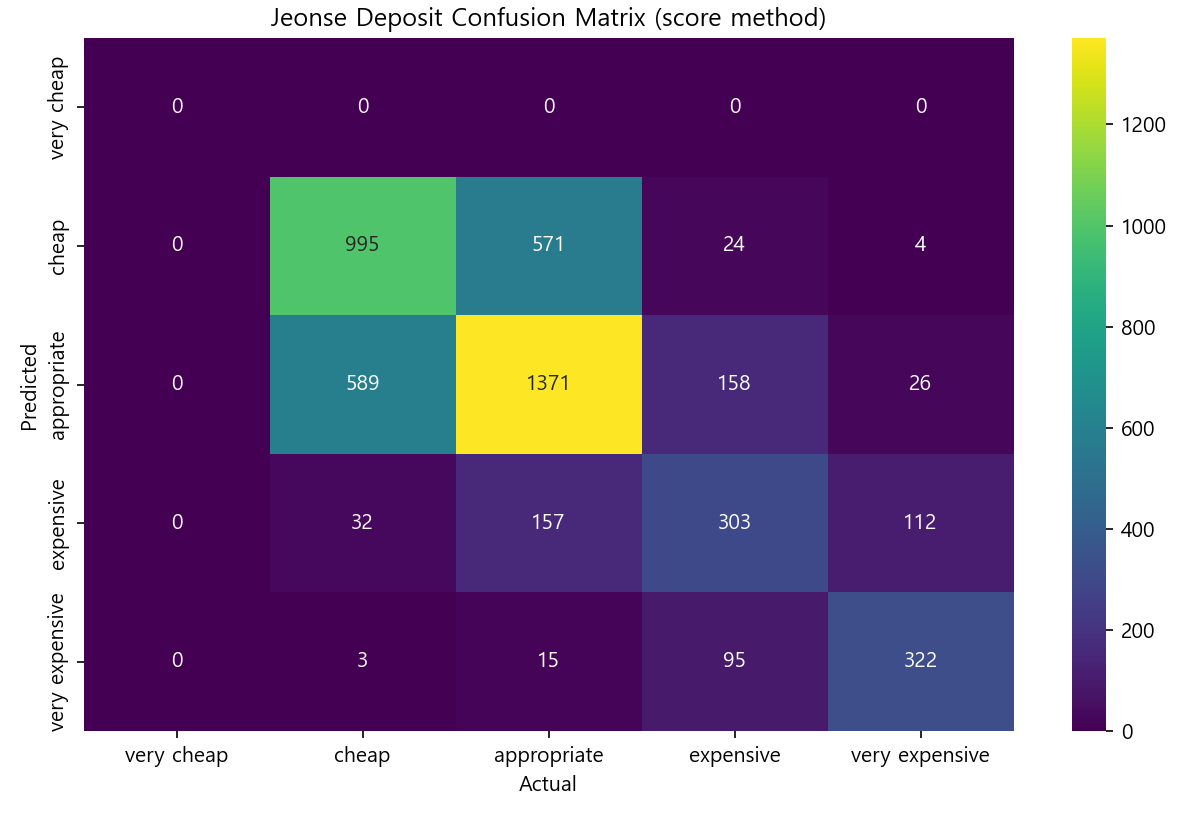 Jeonse Deposit Confusion Matrix (score method)
very cheap
0 0 0 0 0
cheap
0 995 571 24 4
appropriate
0 589 1371 158 26
expensive
0 32 157 303 112
very expensive
0 3 15 95 322
Predicted
very cheap cheap appropriate expensive very expensive
Actual
1200
1000
800
600
400
200
0